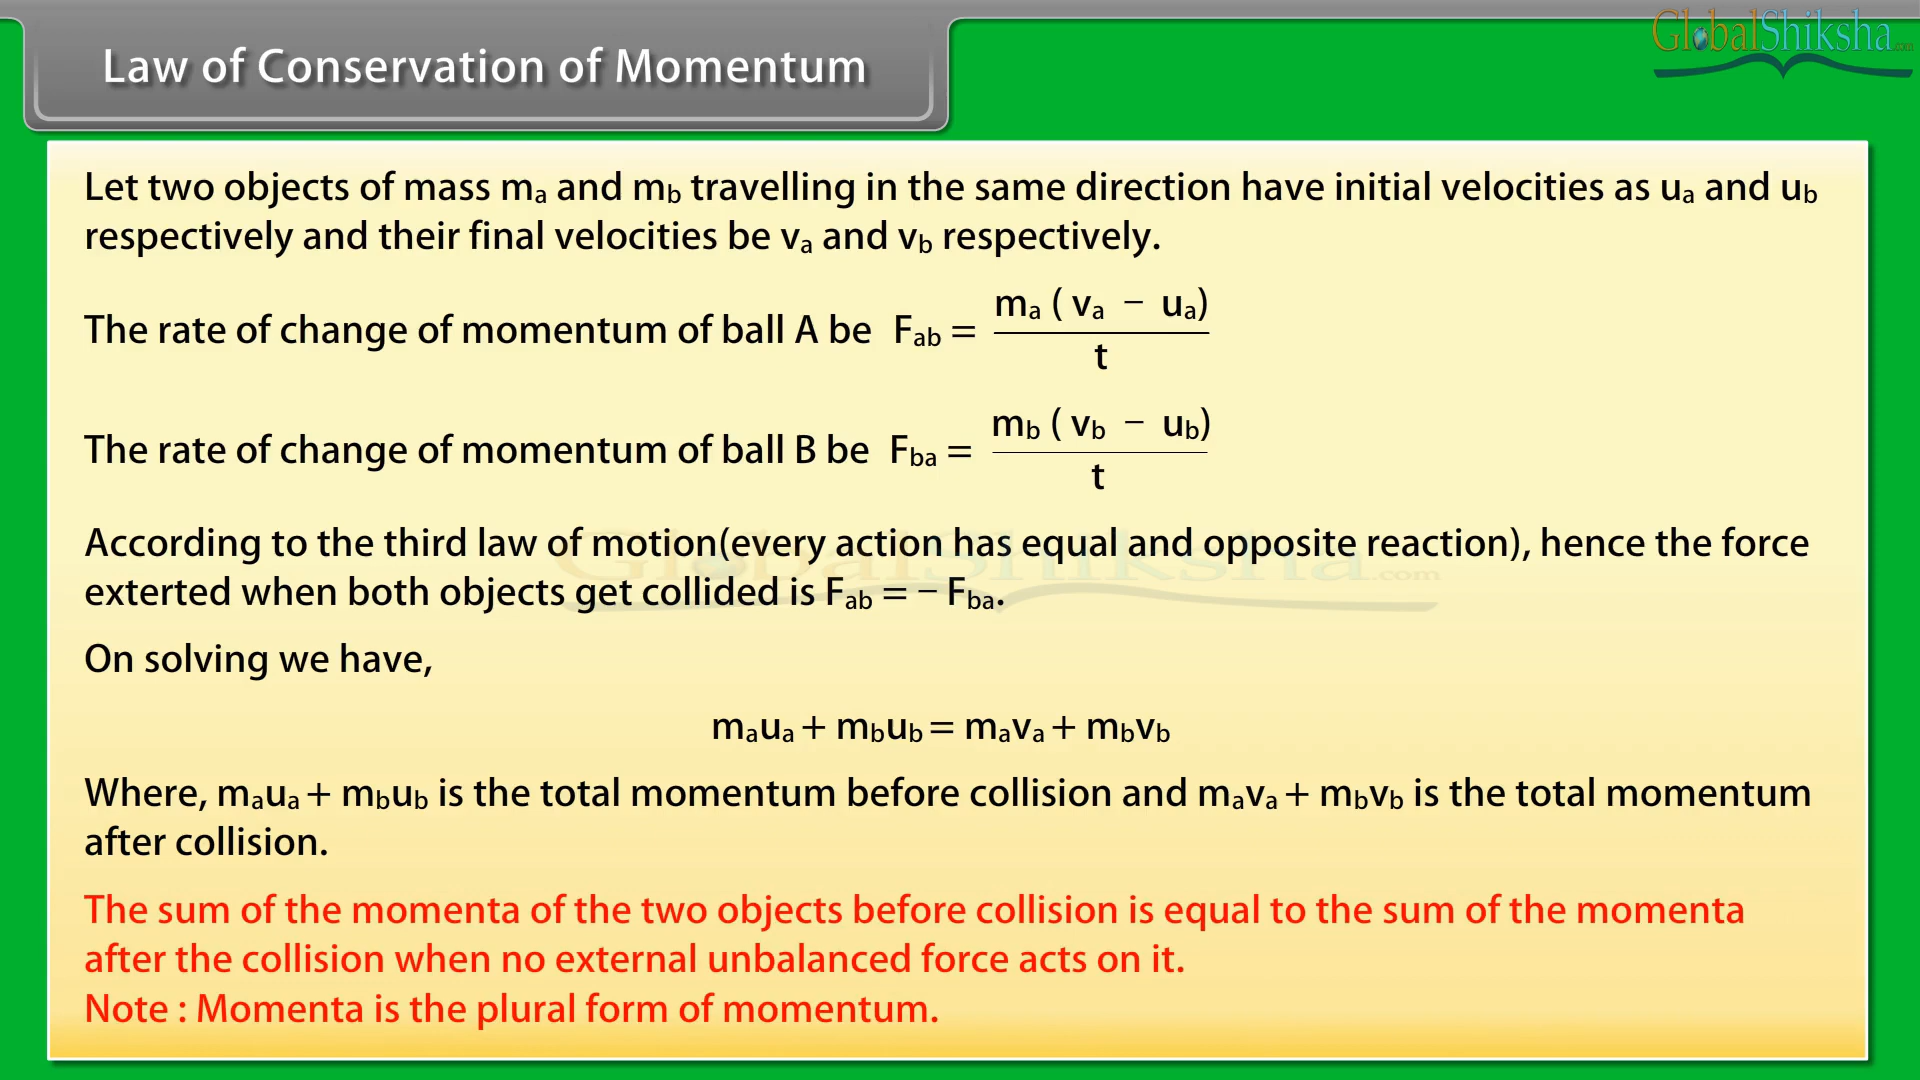 GlobalShiksha.com
Law of Conservation of Momentum
Let two objects of mass mₐ and m_b travelling in the same direction have initial velocities as uₐ and u_b
respectively and their final velocities be vₐ and v_b respectively.
The rate of change of momentum of ball A be F_ab = mₐ ( vₐ − uₐ) / t
The rate of change of momentum of ball B be F_ba = m_b ( v_b − u_b) / t
According to the third law of motion(every action has equal and opposite reaction), hence the force
exterted when both objects get collided is F_ab = − F_ba.
GlobalShiksha.com
On solving we have,
mₐuₐ + m_bu_b = mₐvₐ + m_bv_b
Where, mₐuₐ + m_bu_b is the total momentum before collision and mₐvₐ + m_bv_b is the total momentum
after collision.
The sum of the momenta of the two objects before collision is equal to the sum of the momenta
after the collision when no external unbalanced force acts on it.
Note : Momenta is the plural form of momentum.